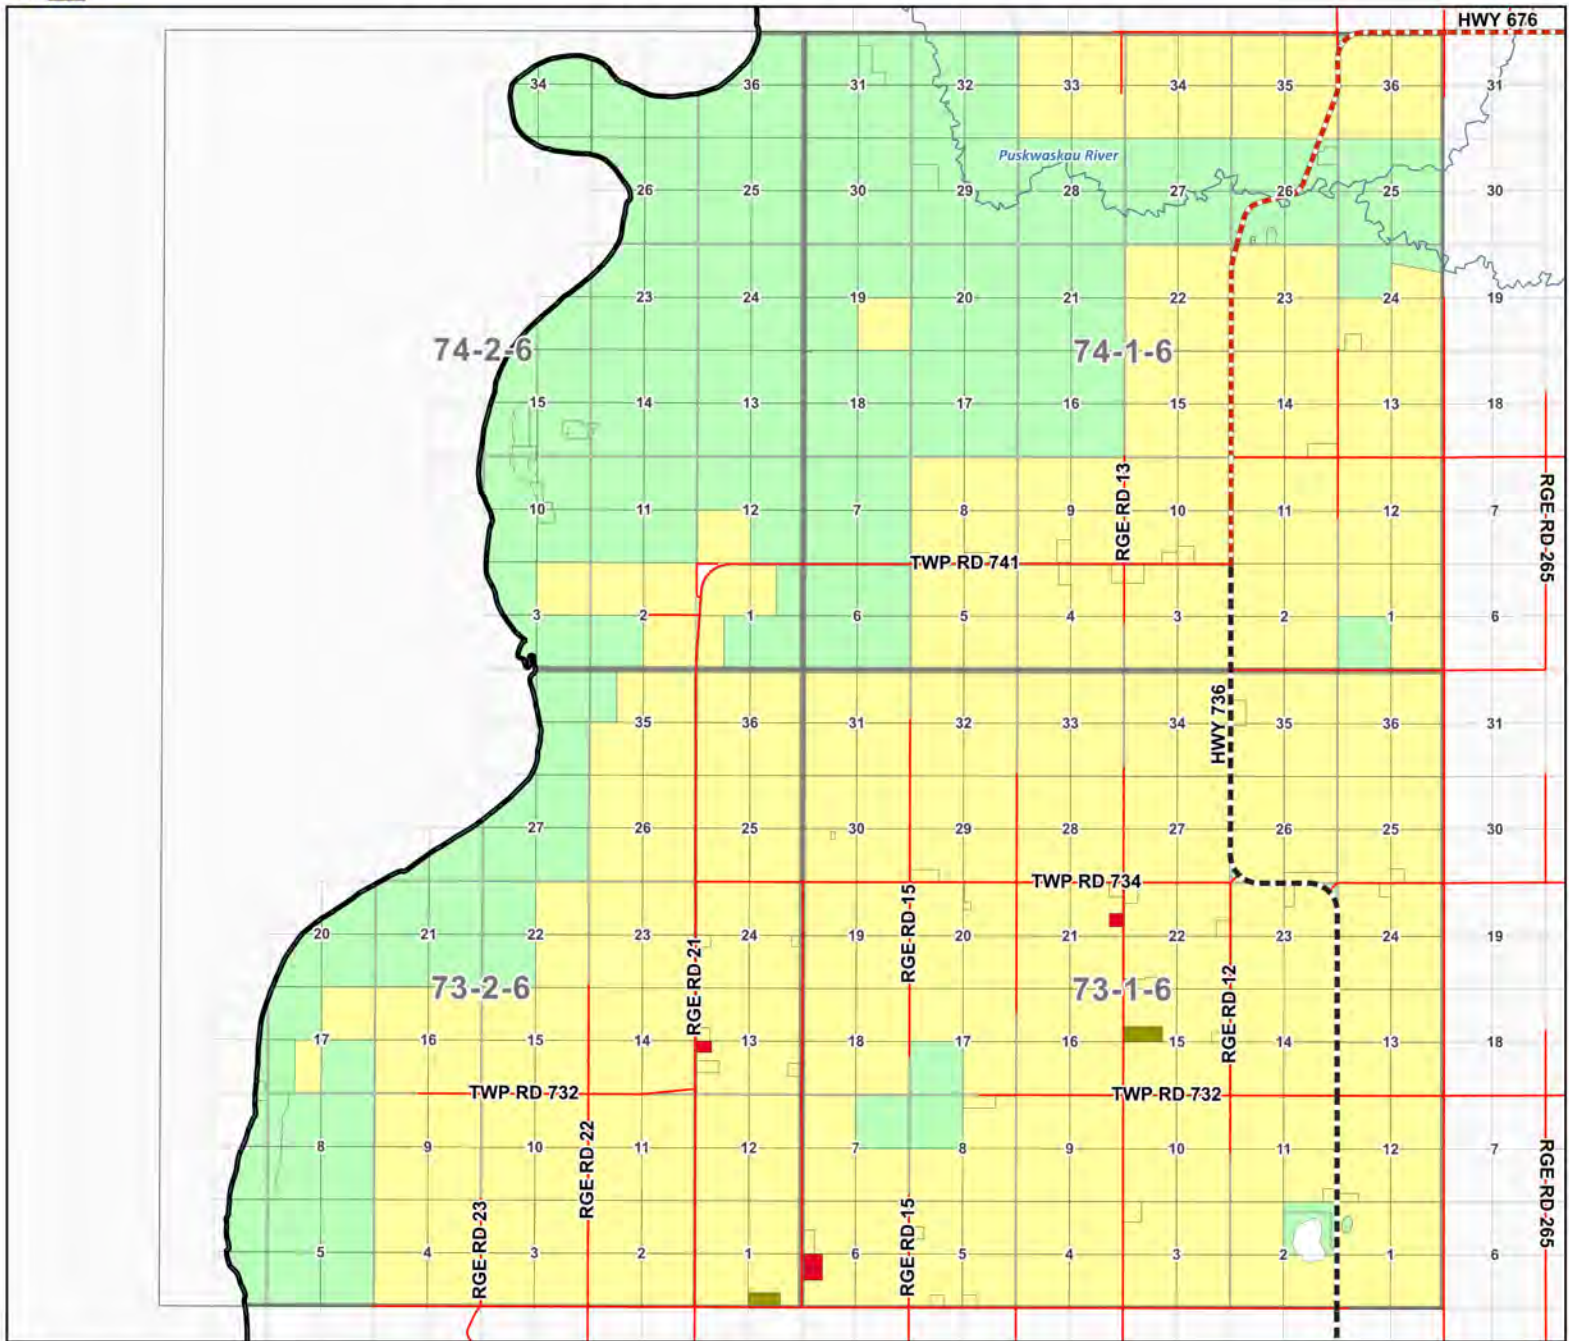 HWY 676
34 36 31 32 33 34 35 36 31
Puskwaskau River
26 25 30 29 28 27 26 25 30
23 24 19 20 21 22 23 24 19
74-2-6 74-1-6
15 14 13 18 17 16 15 14 13 18
RGE-RD-13
RGE-RD-265
10 11 12 7 8 9 10 11 12 7
TWP RD 741
3 2 1 6 5 4 3 2 1 6
35 36 31 32 33 34 35 36 31
HWY 736
27 26 25 30 29 28 27 26 25 30
TWP RD 734
RGE-RD-15
20 21 22 23 24 19 20 21 22 23 24 19
RGE-RD-21
73-2-6 73-1-6
RGE-RD-12
17 16 15 14 13 18 17 16 15 14 13 18
TWP RD 732 TWP RD-732
RGE-RD-22
8 9 10 11 12 7 8 9 10 11 12 7
RGE-RD-265
RGE-RD-23
RGE-RD-15
5 4 3 2 1 6 5 4 3 2 1 6